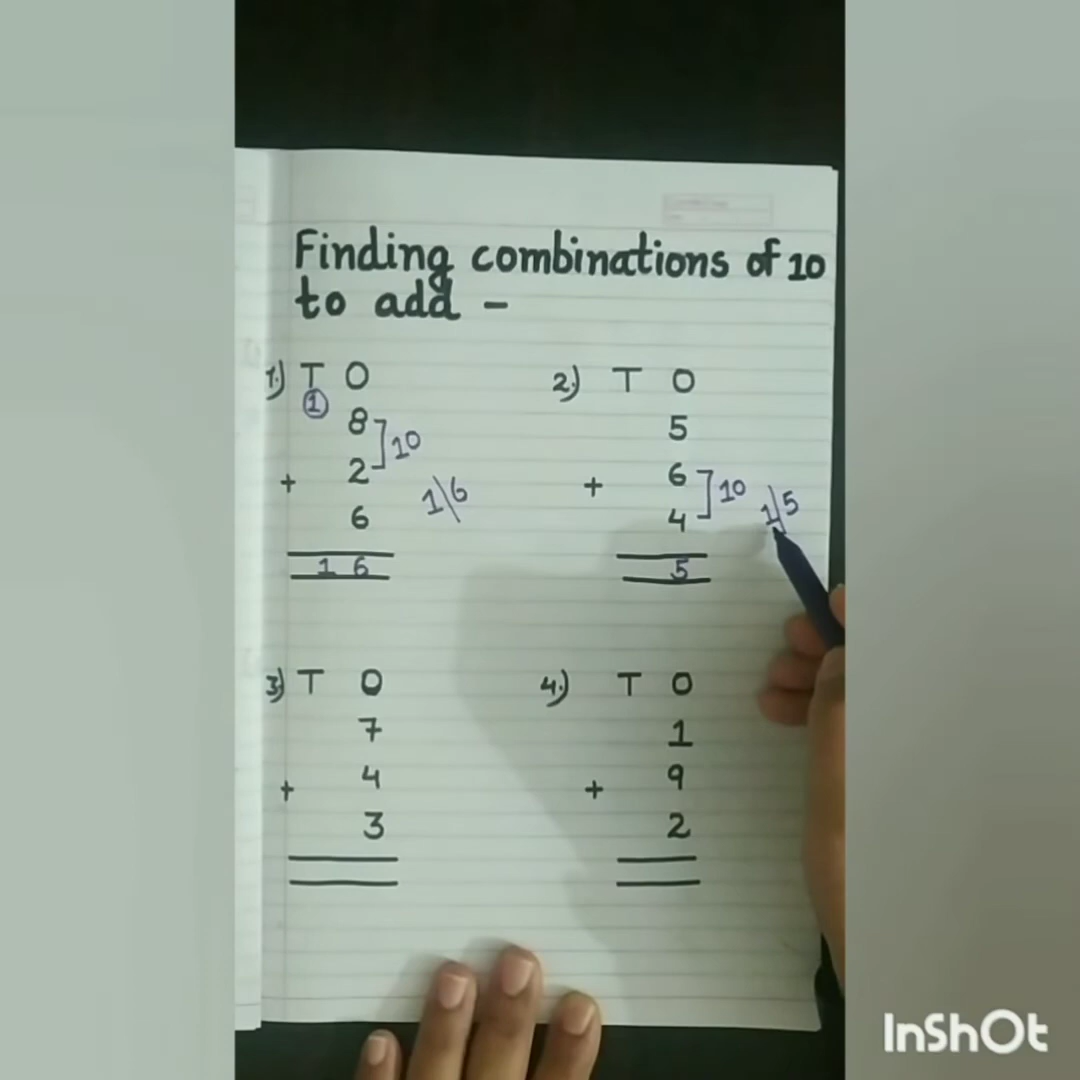 Finding combinations of 10
to add -
1.) T O
1
8
2 ] 10
+
6
1\6
1 6
2.) T O
5
6
+
4 ] 10
1\5
5
3.) T O
7
4
+
3
4.) T O
1
9
+
2
InShOt